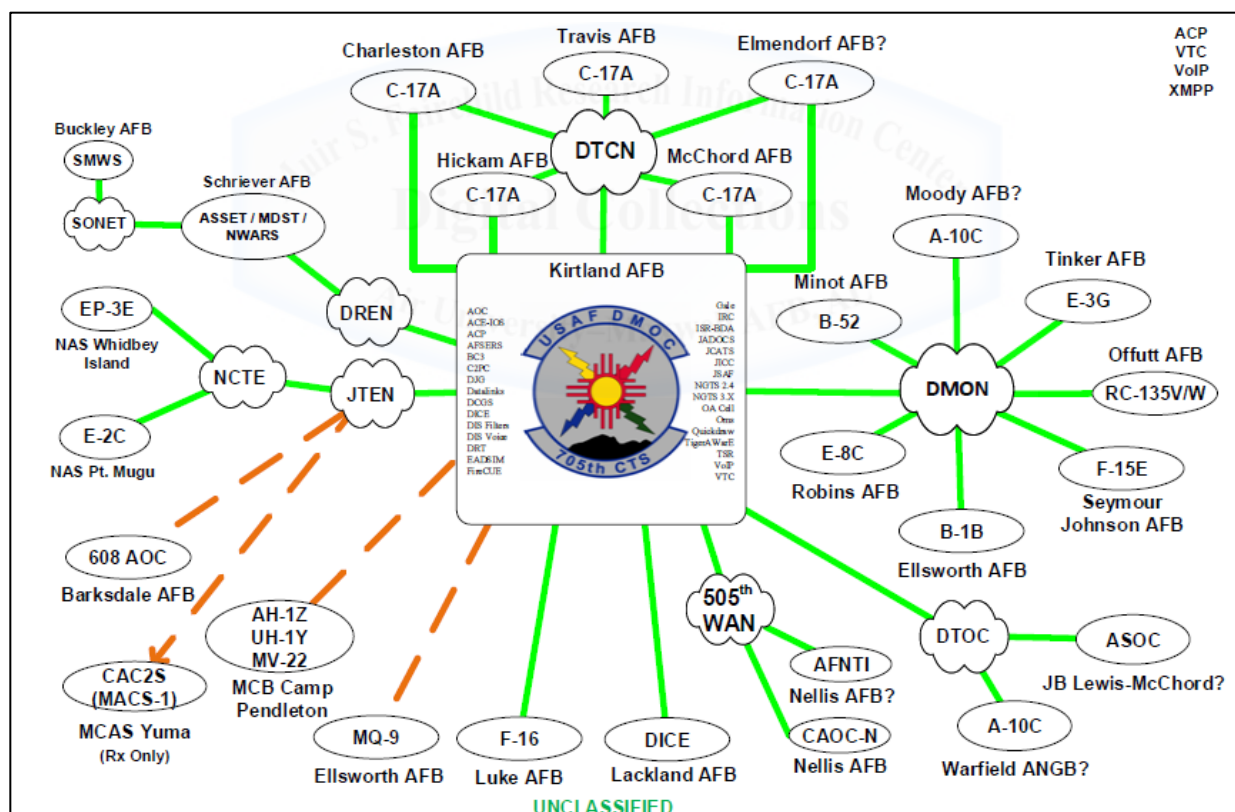 ACP
VTC
VoIP
XMPP
Charleston AFB
C-17A
Travis AFB
C-17A
Elmendorf AFB?
C-17A
DTCN
Hickam AFB
C-17A
McChord AFB
C-17A
Muir S. Fairchild Research Information Center
Digital Collections
Buckley AFB
SMWS
SONET
Schriever AFB
ASSET / MDST /
NWARS
DREN
EP-3E
NAS Whidbey
Island
NCTE
JTEN
E-2C
NAS Pt. Mugu
Kirtland AFB
AOC
ACE-IOS
ACP
AFSERS
BC3
C2PC
DJG
Datalinks
DCGS
DICE
DIS Filters
DIS Voice
DRT
EADSIM
FireCUE
USAF DMOC
705th CTS
Gale
IRC
ISR-BDA
JADOCS
JCATS
JICC
JSAF
NGTS 2.4
NGTS 3.X
OA Call
Oms
Quickdraw
TigerAWarE
TSR
VoIP
VTC
Moody AFB?
A-10C
Minot AFB
B-52
Tinker AFB
E-3G
Offutt AFB
RC-135V/W
DMON
E-8C
Robins AFB
F-15E
Seymour
Johnson AFB
B-1B
Ellsworth AFB
608 AOC
Barksdale AFB
CAC2S
(MACS-1)
MCAS Yuma
(Rx Only)
AH-1Z
UH-1Y
MV-22
MCB Camp
Pendleton
MQ-9
Ellsworth AFB
F-16
Luke AFB
DICE
Lackland AFB
505th
WAN
AFNTI
Nellis AFB?
CAOC-N
Nellis AFB
DTOC
ASOC
JB Lewis-McChord?
A-10C
Warfield ANGB?
UNCLASSIFIED